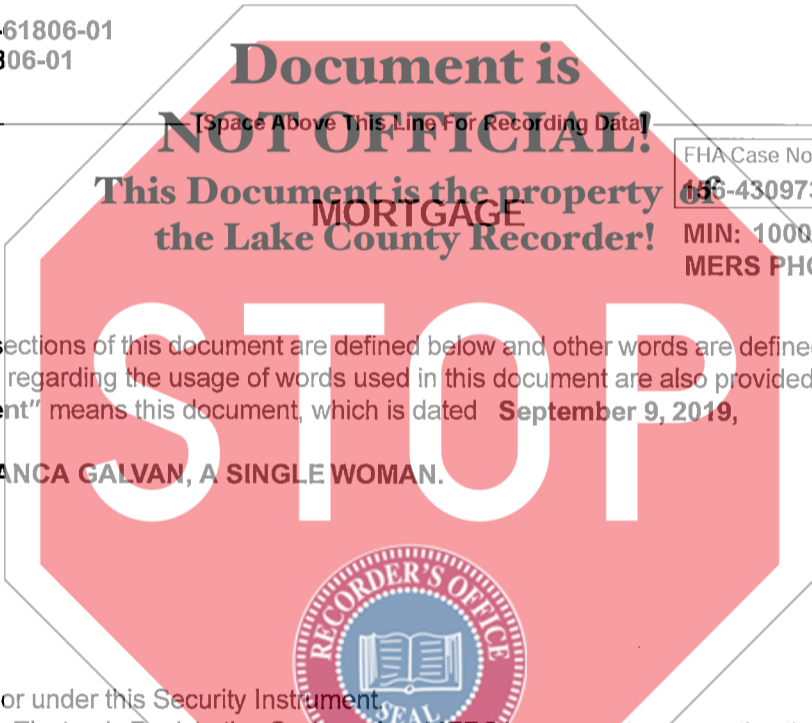 -61806-01
806-01
Document is
NOT OFFICIAL!
[Space Above This Line For Recording Data]
This Document is the property of
the Lake County Recorder!
FHA Case No
156-43097
MORTGAGE
MIN: 1000
MERS PHO
sections of this document are defined below and other words are define
regarding the usage of words used in this document are also provided
ent" means this document, which is dated September 9, 2019,
ANCA GALVAN, A SINGLE WOMAN.
STOP
RECORDER'S OFFICE
SEAL
or under this Security Instrument.